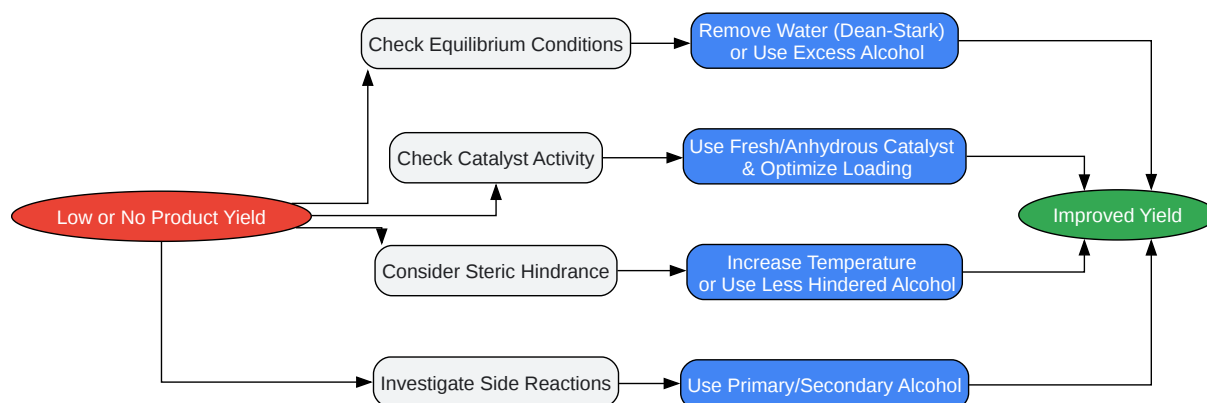 Check Equilibrium Conditions
Remove Water (Dean-Stark)
or Use Excess Alcohol
Check Catalyst Activity
Use Fresh/Anhydrous Catalyst
& Optimize Loading
Low or No Product Yield
Improved Yield
Consider Steric Hindrance
Increase Temperature
or Use Less Hindered Alcohol
Investigate Side Reactions
Use Primary/Secondary Alcohol